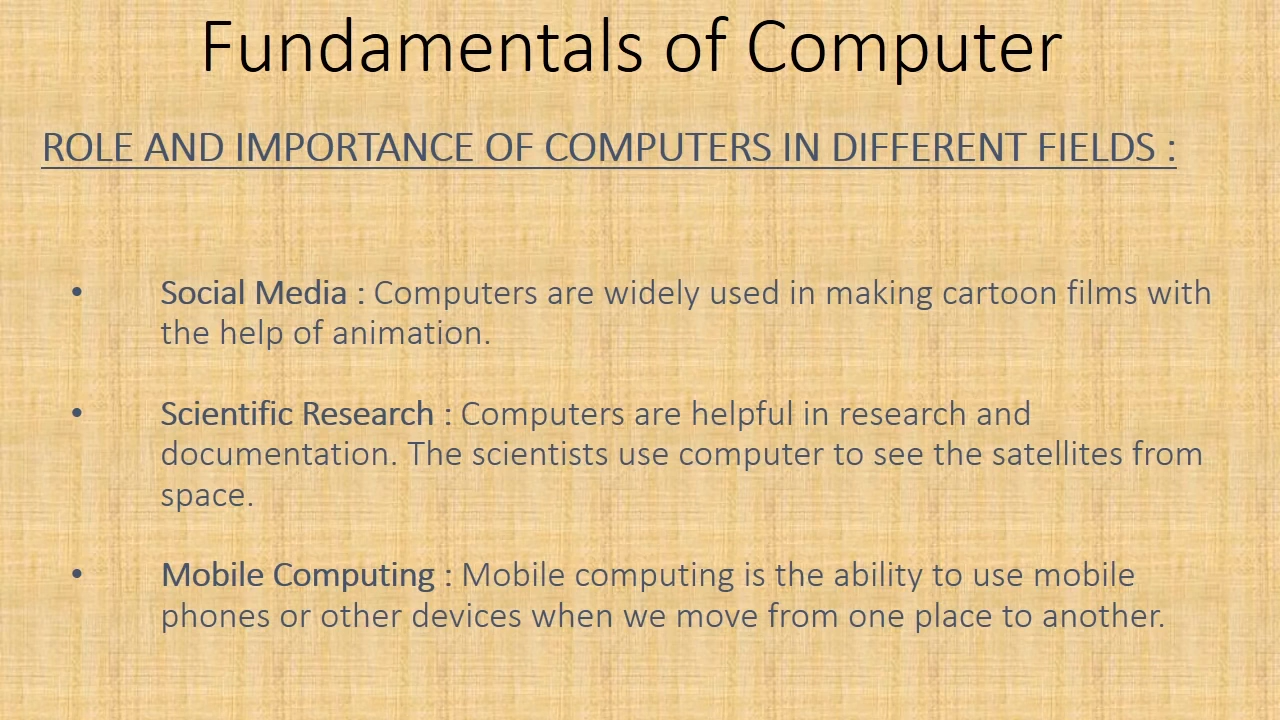 Fundamentals of Computer
ROLE AND IMPORTANCE OF COMPUTERS IN DIFFERENT FIELDS :
• Social Media : Computers are widely used in making cartoon films with
the help of animation.
• Scientific Research : Computers are helpful in research and
documentation. The scientists use computer to see the satellites from
space.
• Mobile Computing : Mobile computing is the ability to use mobile
phones or other devices when we move from one place to another.